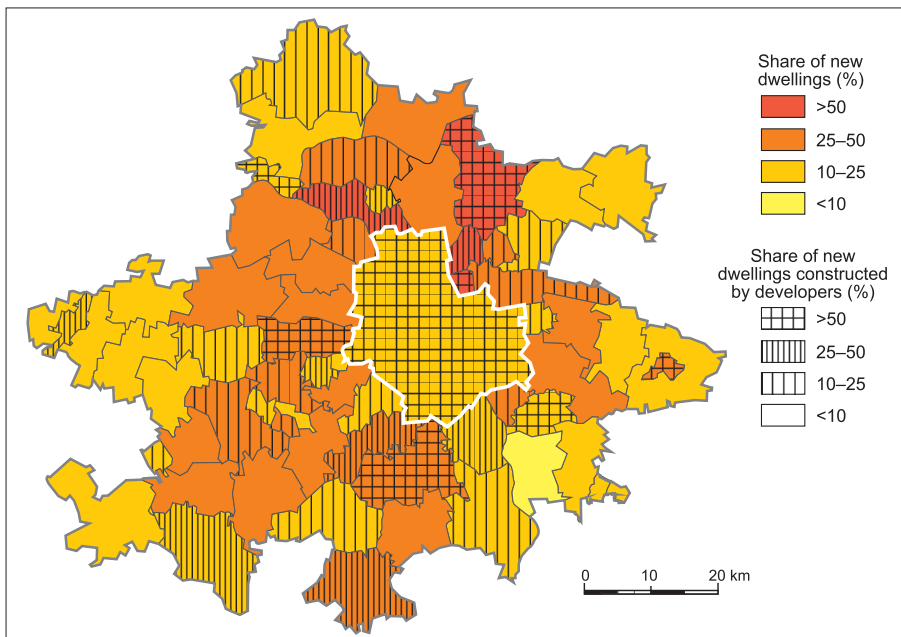 Share of new
dwellings (%)
>50
25–50
10–25
<10
Share of new
dwellings constructed
by developers (%)
>50
25–50
10–25
<10
0 10 20 km